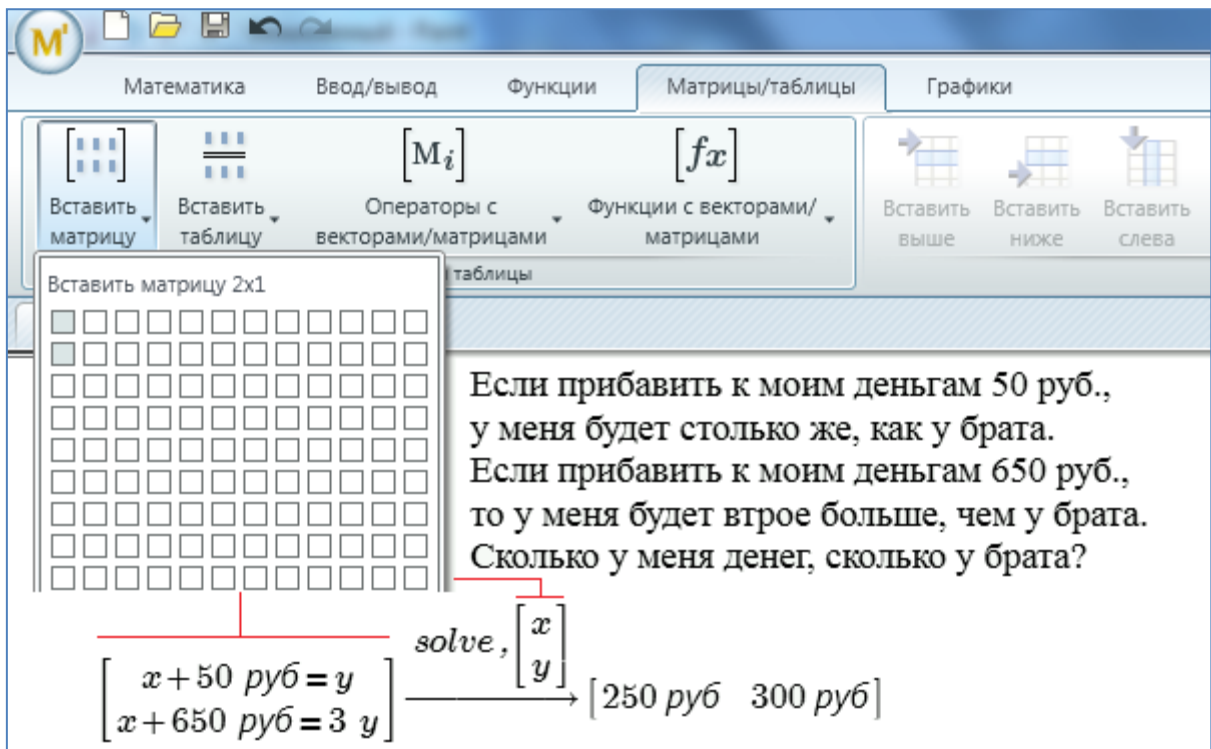 M'
Математика Ввод/вывод Функции Матрицы/таблицы Графики
[M i] [fx]
Вставить матрицу
Вставить таблицу
Операторы с векторами/матрицами
Функции с векторами/ матрицами
Вставить выше
Вставить ниже
Вставить слева
таблицы
Вставить матрицу 2x1
Если прибавить к моим деньгам 50 руб.,
у меня будет столько же, как у брата.
Если прибавить к моим деньгам 650 руб.,
то у меня будет втрое больше, чем у брата.
Сколько у меня денег, сколько у брата?
solve , [x
y]
[x + 50 руб = y
x + 650 руб = 3 y]
[250 руб 300 руб]